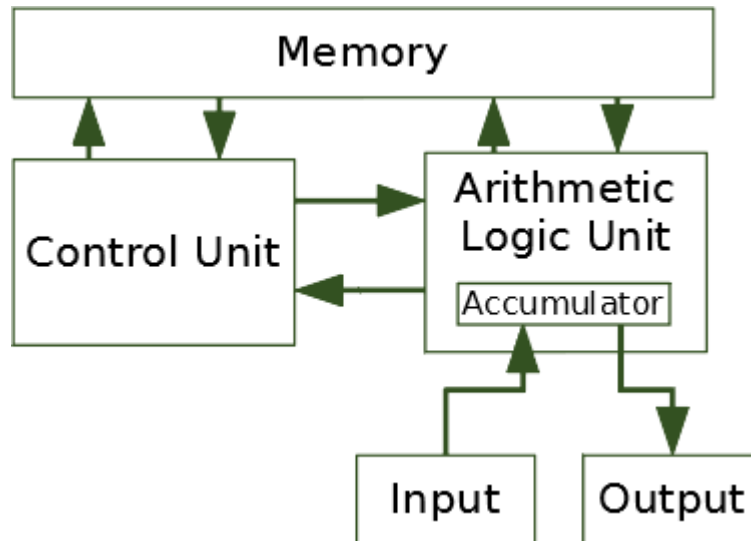 Memory
Control Unit
Arithmetic
Logic Unit
Accumulator
Input
Output